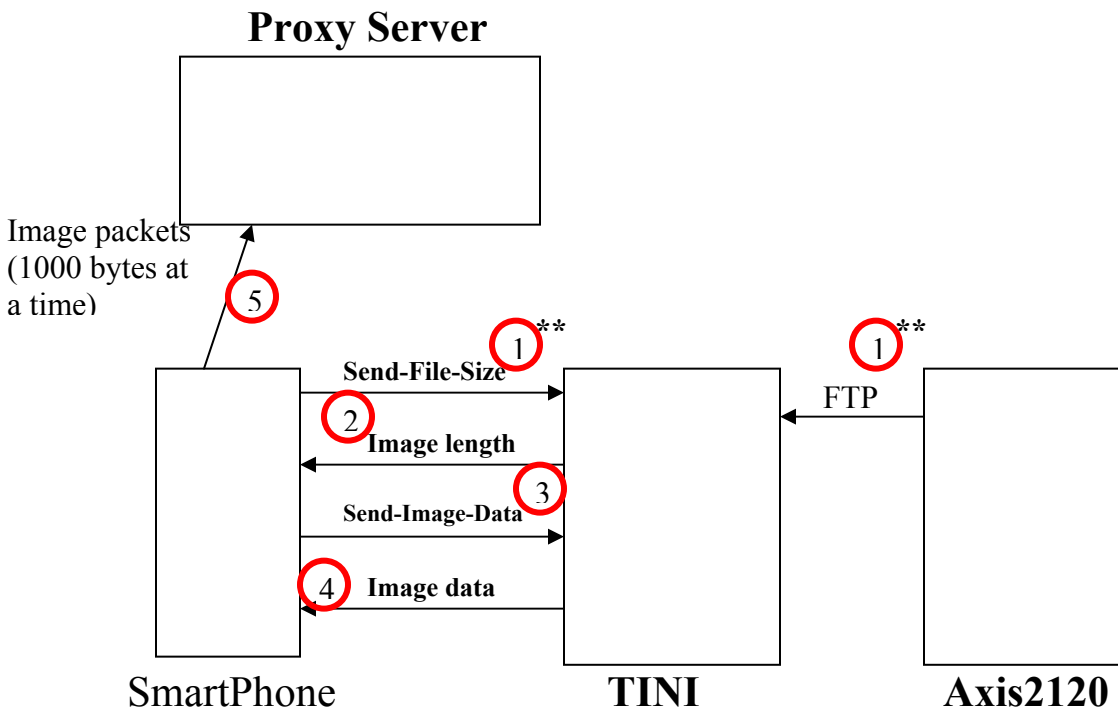 Proxy Server
Image packets
(1000 bytes at
a time)
5
1**
1**
Send-File-Size
FTP
2
Image length
3
Send-Image-Data
4
Image data
SmartPhone
TINI
Axis2120